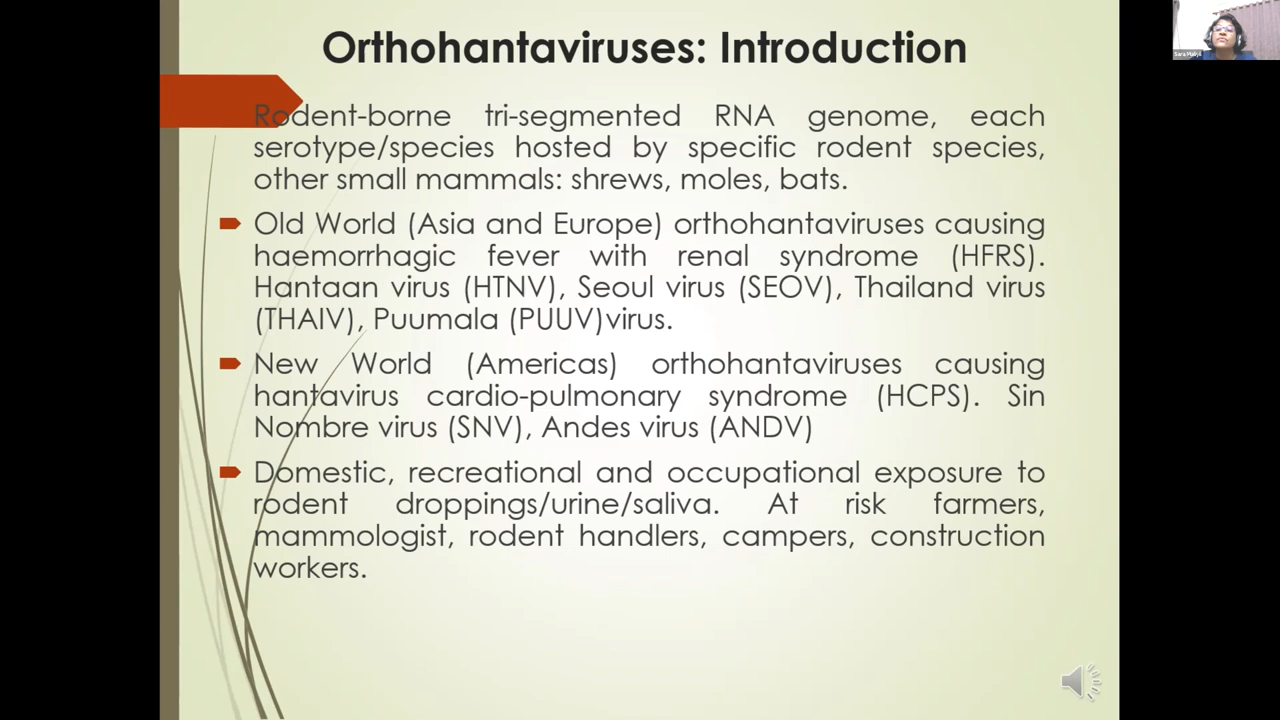 Orthohantaviruses: Introduction
Rodent-borne tri-segmented RNA genome, each
serotype/species hosted by specific rodent species,
other small mammals: shrews, moles, bats.
Old World (Asia and Europe) orthohantaviruses causing
haemorrhagic fever with renal syndrome (HFRS).
Hantaan virus (HTNV), Seoul virus (SEOV), Thailand virus
(THAIV), Puumala (PUUV)virus.
New World (Americas) orthohantaviruses causing
hantavirus cardio-pulmonary syndrome (HCPS). Sin
Nombre virus (SNV), Andes virus (ANDV)
Domestic, recreational and occupational exposure to
rodent droppings/urine/saliva. At risk farmers,
mammologist, rodent handlers, campers, construction
workers.